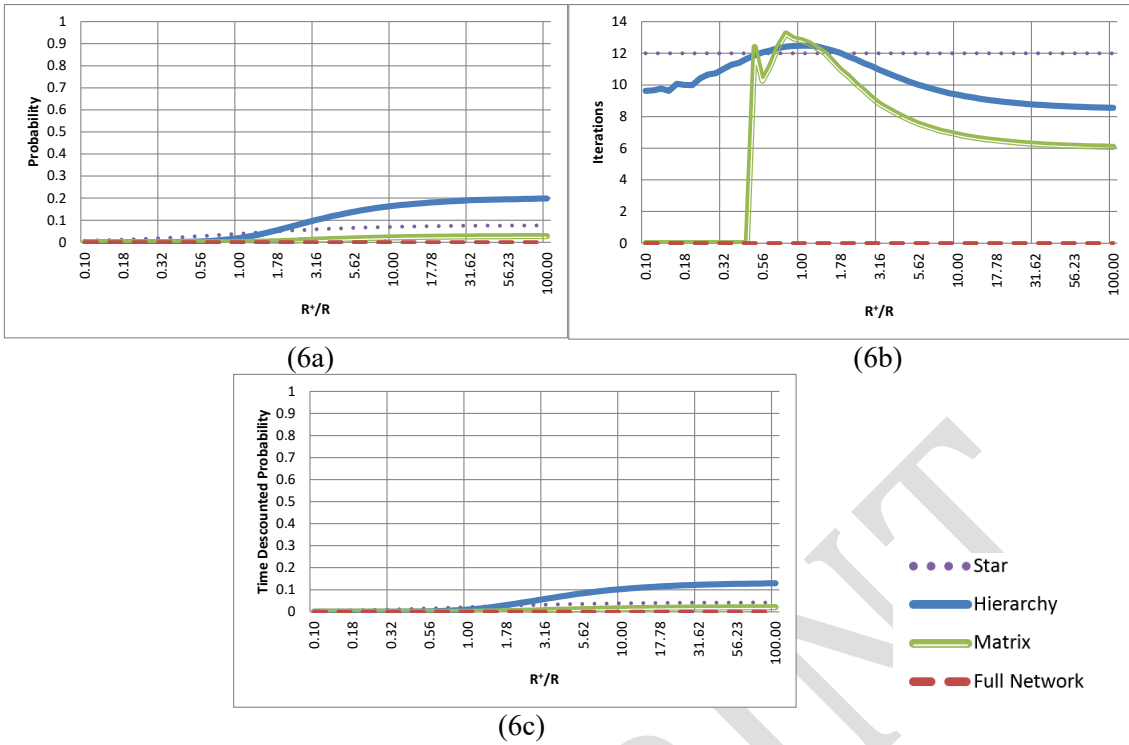 1
0.9
0.8
0.7
0.6
0.5
0.4
0.3
0.2
0.1
0
Probability
0.10 0.18 0.32 0.56 1.00 1.78 3.16 5.62 10.00 17.78 31.62 56.23 100.00
R⁺/R
(6a)
14
12
10
8
6
4
2
0
Iterations
0.10 0.18 0.32 0.56 1.00 1.78 3.16 5.62 10.00 17.78 31.62 56.23 100.00
R⁺/R
(6b)
1
0.9
0.8
0.7
0.6
0.5
0.4
0.3
0.2
0.1
0
Time Descounted Probability
0.10 0.18 0.32 0.56 1.00 1.78 3.16 5.62 10.00 17.78 31.62 56.23 100.00
R⁺/R
(6c)
Star
Hierarchy
Matrix
Full Network